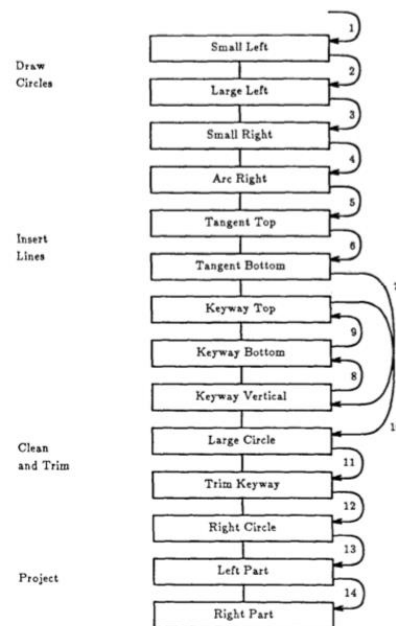 1
Small Left
Draw
Circles
2
Large Left
3
Small Right
4
Arc Right
5
Tangent Top
Insert
Lines
6
Tangent Bottom
7
Keyway Top
9
Keyway Bottom
8
Keyway Vertical
Large Circle
Clean
and Trim
11
Trim Keyway
12
Right Circle
13
Left Part
Project
14
Right Part